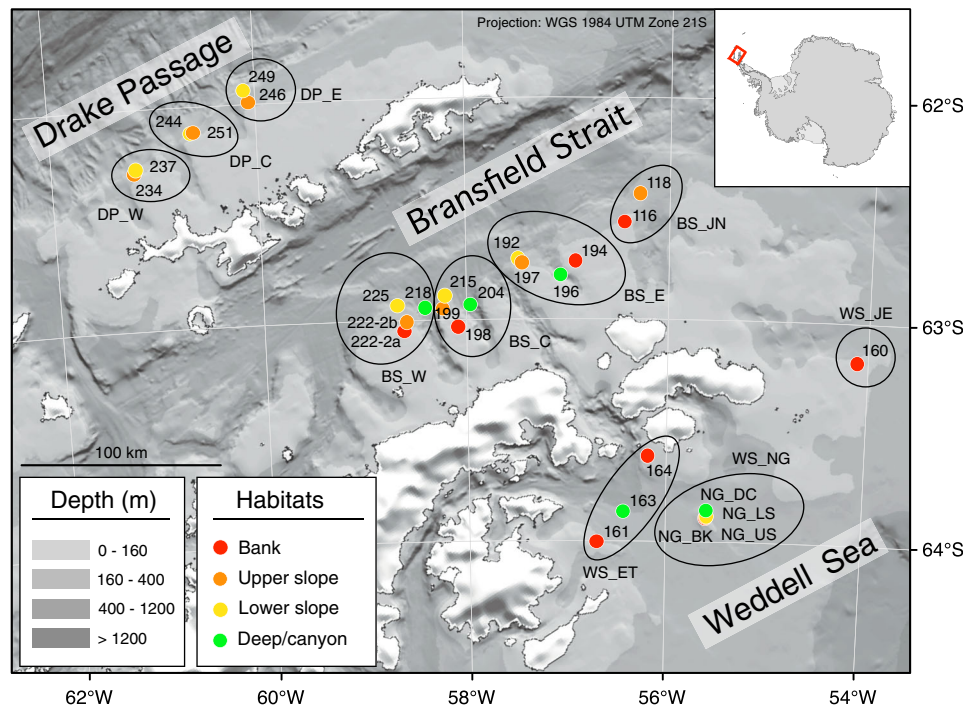 Projection: WGS 1984 UTM Zone 21S
Drake Passage
249
246
DP_E
244
251
DP_C
237
234
DP_W
62°S
Bransfield Strait
118
116
BS_JN
192
194
197
196
BS_E
225
218
215
204
199
222-2b
222-2a
198
BS_C
BS_W
63°S
WS_JE
160
164
163
161
WS_ET
WS_NG
NG_DC
NG_LS
NG_BK
NG_US
64°S
Weddell Sea
100 km
Depth (m)
0 - 160
160 - 400
400 - 1200
> 1200
Habitats
Bank
Upper slope
Lower slope
Deep/canyon
62°W
60°W
58°W
56°W
54°W